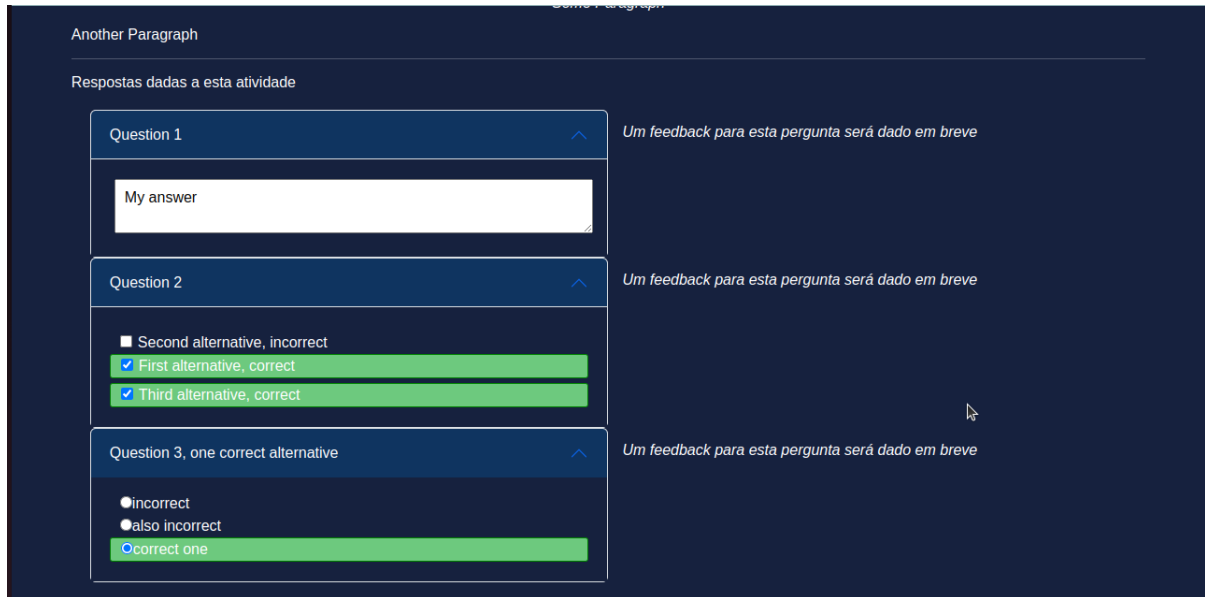 Some Paragraph
Another Paragraph
Respostas dadas a esta atividade
Question 1
Um feedback para esta pergunta será dado em breve
My answer
Question 2
Um feedback para esta pergunta será dado em breve
Second alternative, incorrect
First alternative, correct
Third alternative, correct
Question 3, one correct alternative
Um feedback para esta pergunta será dado em breve
incorrect
also incorrect
correct one